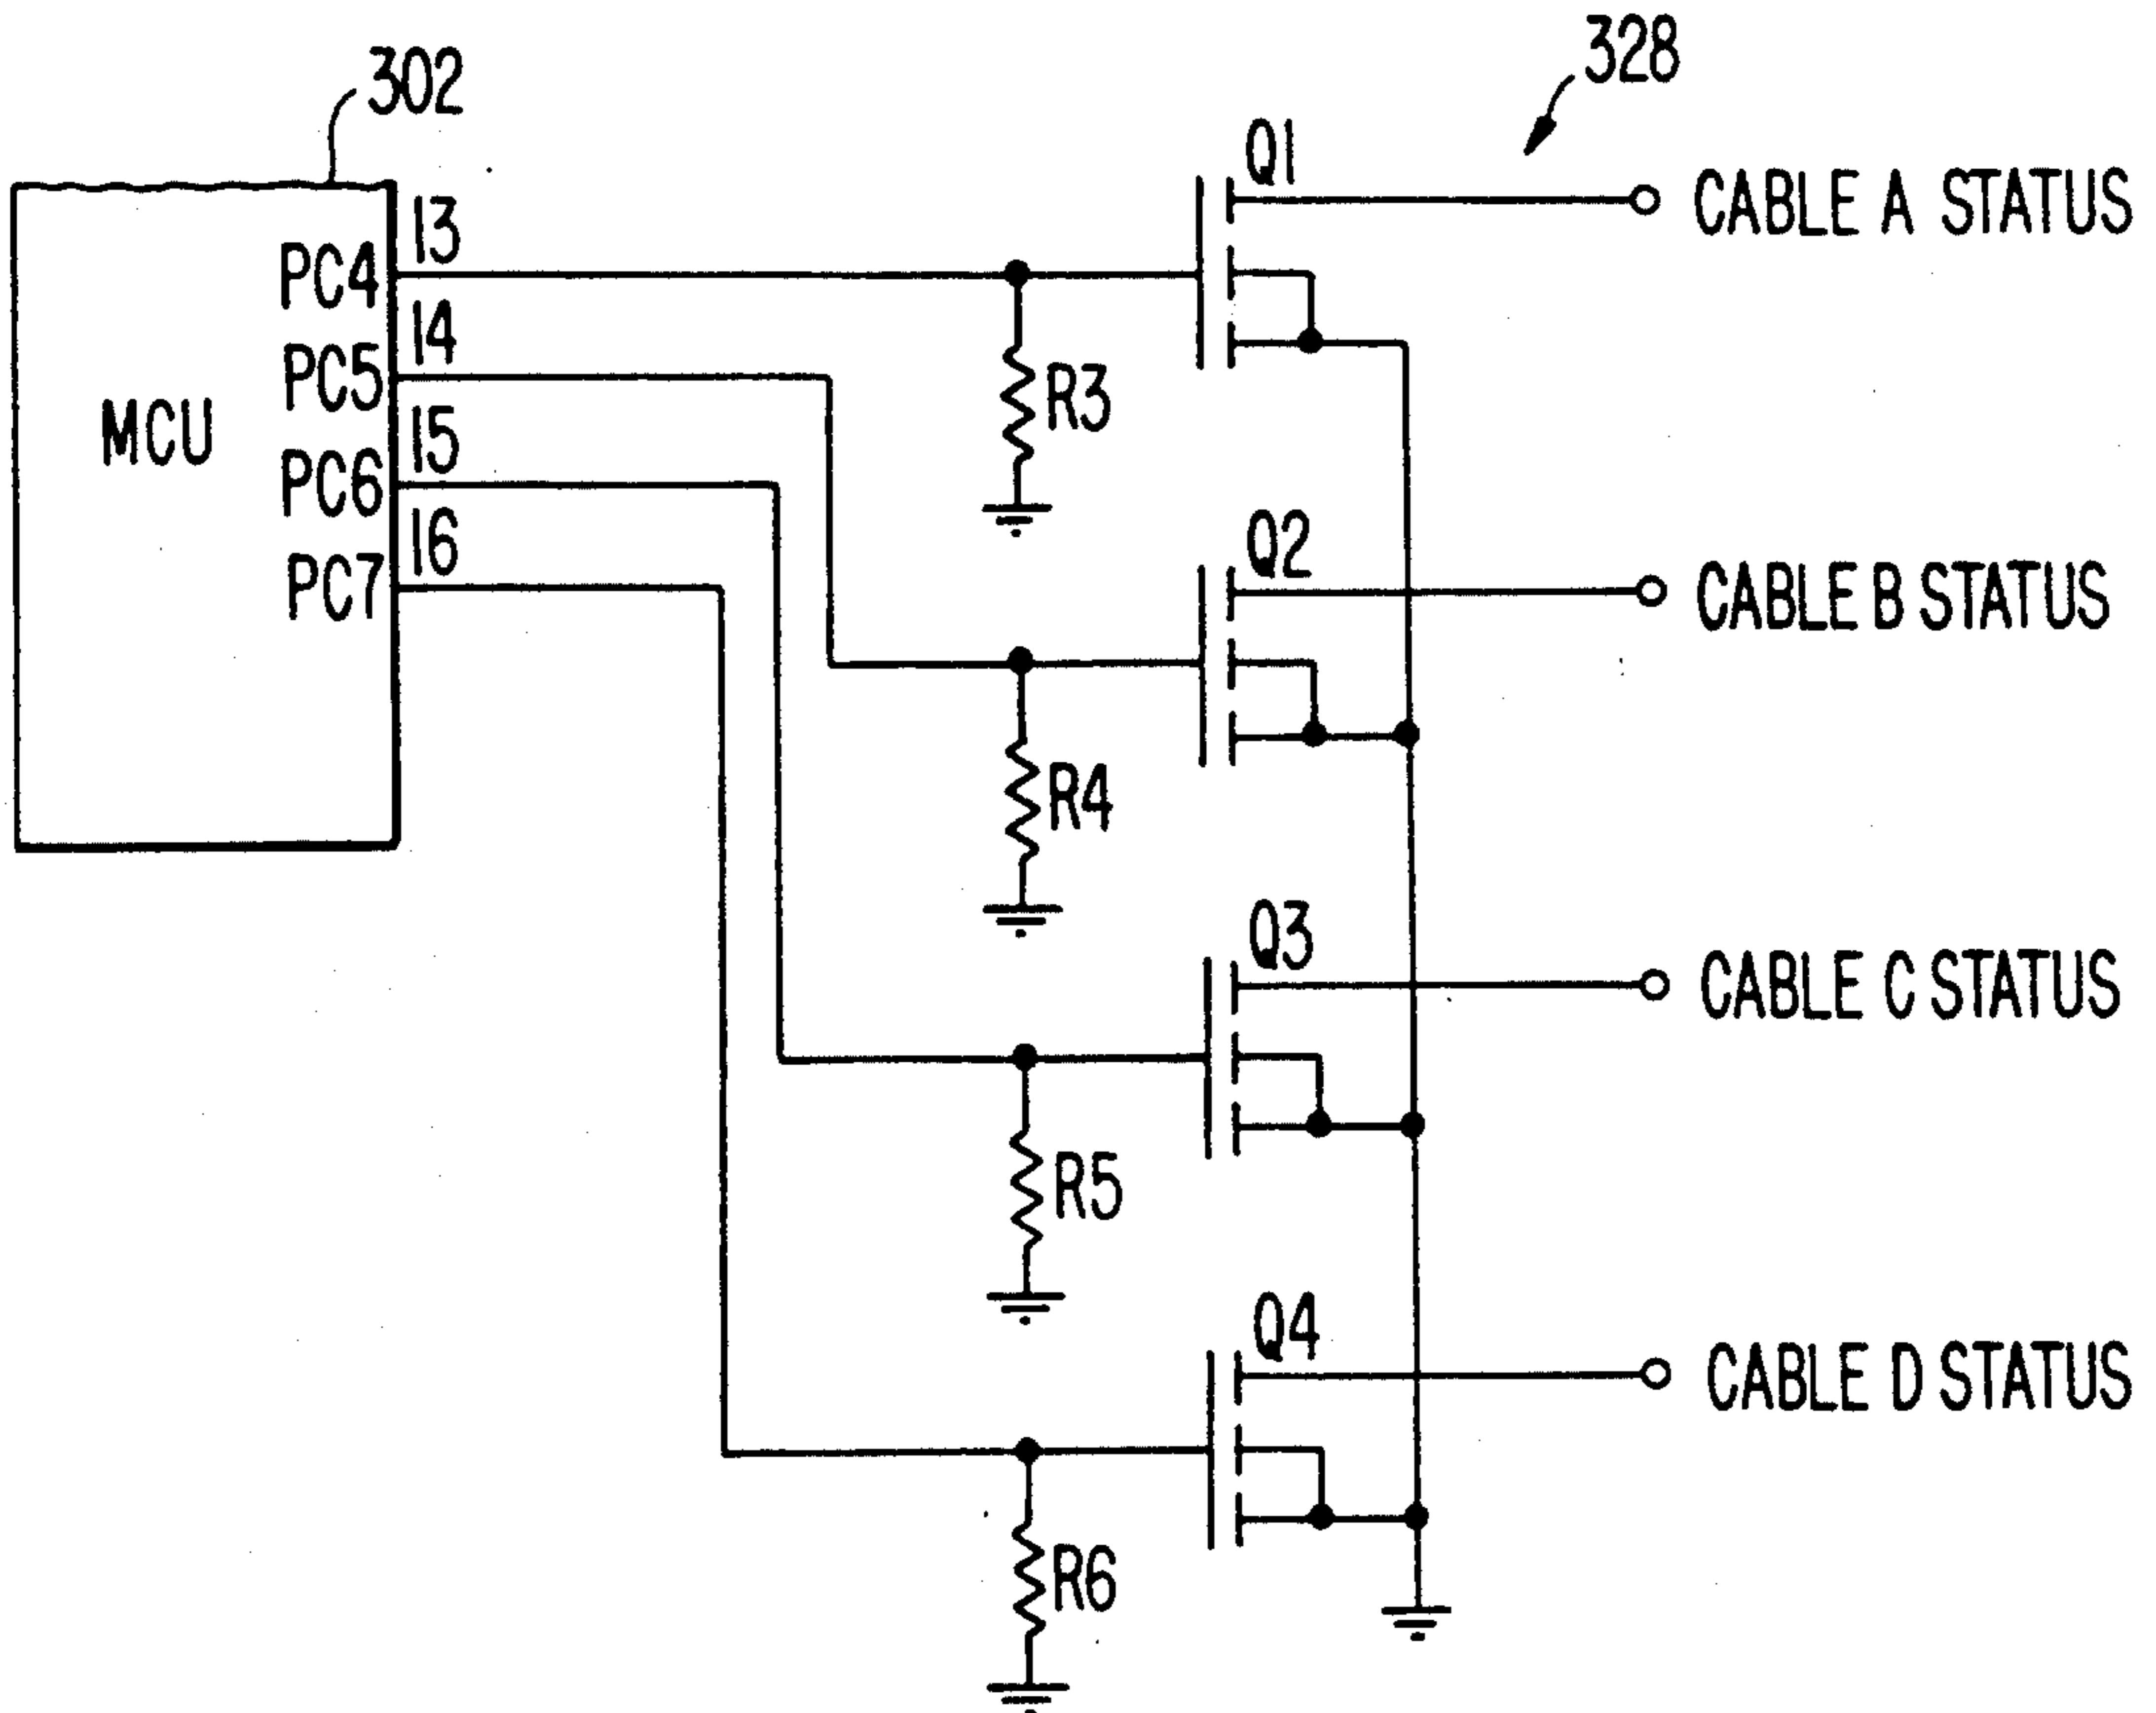 302
328
Q1
CABLE A STATUS
13
PC4
14
PC5
R3
MCU
15
PC6
16
PC7
Q2
CABLE B STATUS
R4
Q3
CABLE C STATUS
R5
Q4
CABLE D STATUS
R6